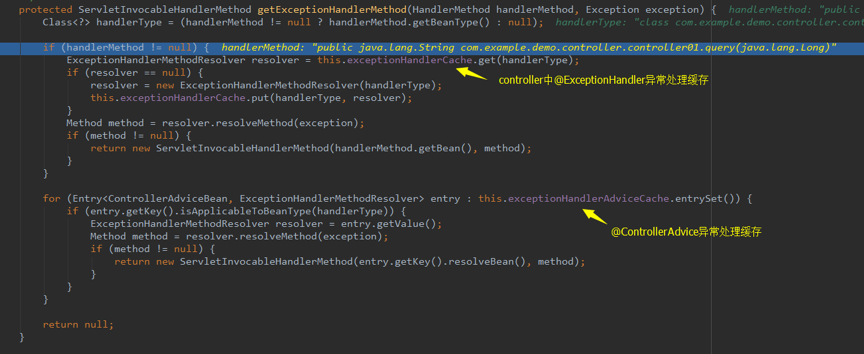 protected ServletInvocableHandlerMethod getExceptionHandlerMethod(HandlerMethod handlerMethod, Exception exception) { handlerMethod: "public
Class<?> handlerType = (handlerMethod != null ? handlerMethod.getBeanType() : null); handlerType: "class com.example.demo.controller.cont
if (handlerMethod != null) { handlerMethod: "public java.lang.String com.example.demo.controller.controller01.query(java.lang.Long)"
ExceptionHandlerMethodResolver resolver = this.exceptionHandlerCache.get(handlerType);
if (resolver == null) {
controller中@ExceptionHandler异常处理缓存
resolver = new ExceptionHandlerMethodResolver(handlerType);
this.exceptionHandlerCache.put(handlerType, resolver);
}
Method method = resolver.resolveMethod(exception);
if (method != null) {
return new ServletInvocableHandlerMethod(handlerMethod.getBean(), method);
}
}
for (Entry<ControllerAdviceBean, ExceptionHandlerMethodResolver> entry : this.exceptionHandlerAdviceCache.entrySet()) {
if (entry.getKey().isApplicableToBeanType(handlerType)) {
ExceptionHandlerMethodResolver resolver = entry.getValue();
@ControllerAdvice异常处理缓存
Method method = resolver.resolveMethod(exception);
if (method != null) {
return new ServletInvocableHandlerMethod(entry.getKey().resolveBean(), method);
}
}
}
return null;
}